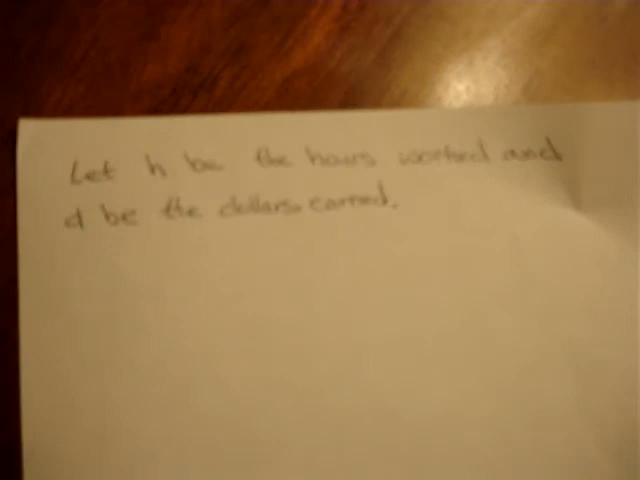 Let h be the hours worked and
d be the dollars earned.